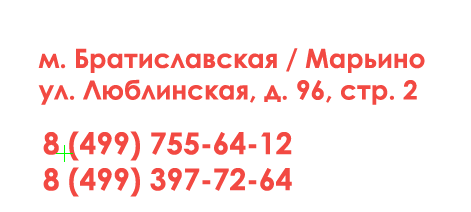 м. Братиславская / Марьино
ул. Люблинская, д. 96, стр. 2
8 (499) 755-64-12
8 (499) 397-72-64